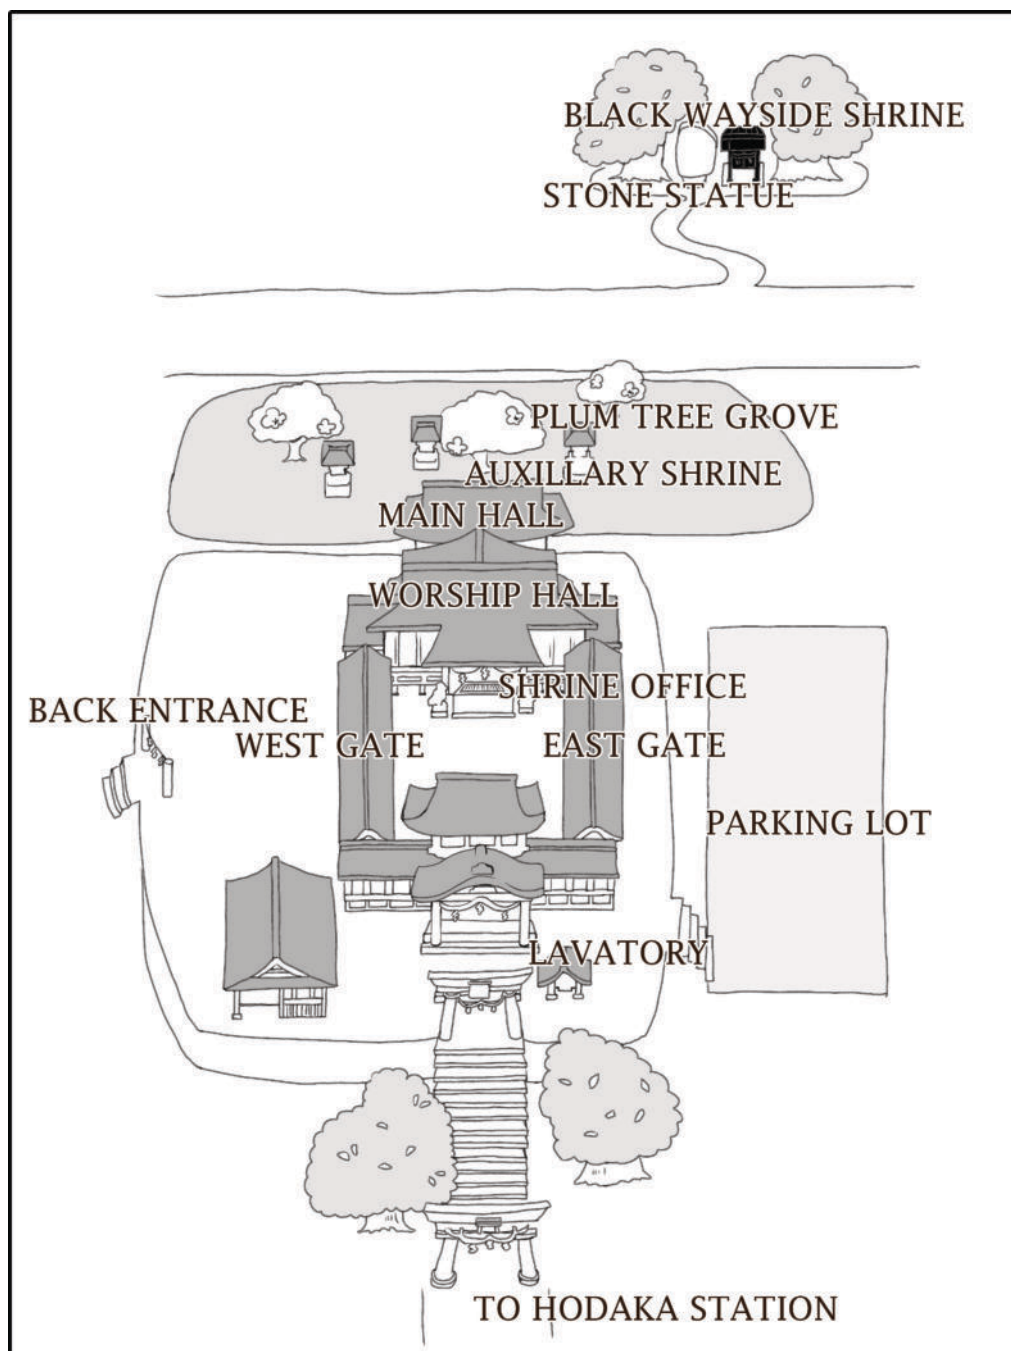 BLACK WAYSIDE SHRINE
STONE STATUE
PLUM TREE GROVE
AUXILLARY SHRINE
MAIN HALL
WORSHIP HALL
SHRINE OFFICE
BACK ENTRANCE
WEST GATE
EAST GATE
PARKING LOT
LAVATORY
TO HODAKA STATION